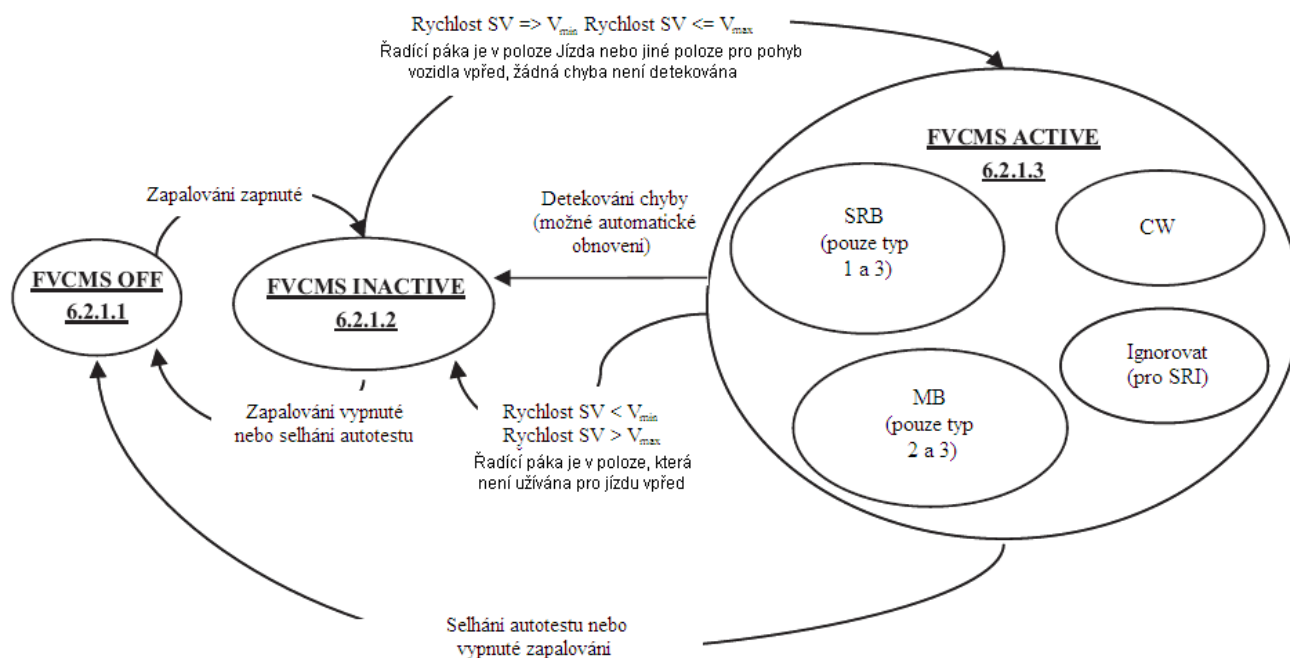 Rychlost SV => Vmin Rychlost SV <= Vmax
Řadící páka je v poloze Jízda nebo jiné poloze pro pohyb
vozidla vpřed, žádná chyba není detekována
FVCMS ACTIVE
6.2.1.3
Zapalování zapnuté
Detekování chyby
(možné automatické
obnoveni)
SRB
(pouze typ
1 a 3)
CW
FVCMS OFF
6.2.1.1
FVCMS INACTIVE
6.2.1.2
Ignorovat
(pro SRI)
MB
(pouze typ
2 a 3)
Zapalování vypnuté
nebo selhání autotestu
Rychlost SV < Vmin
Rychlost SV > Vmax
Řadící páka je v poloze, která
není užívána pro jízdu vpřed
Selhání autotestu nebo
vypnuté zapalování